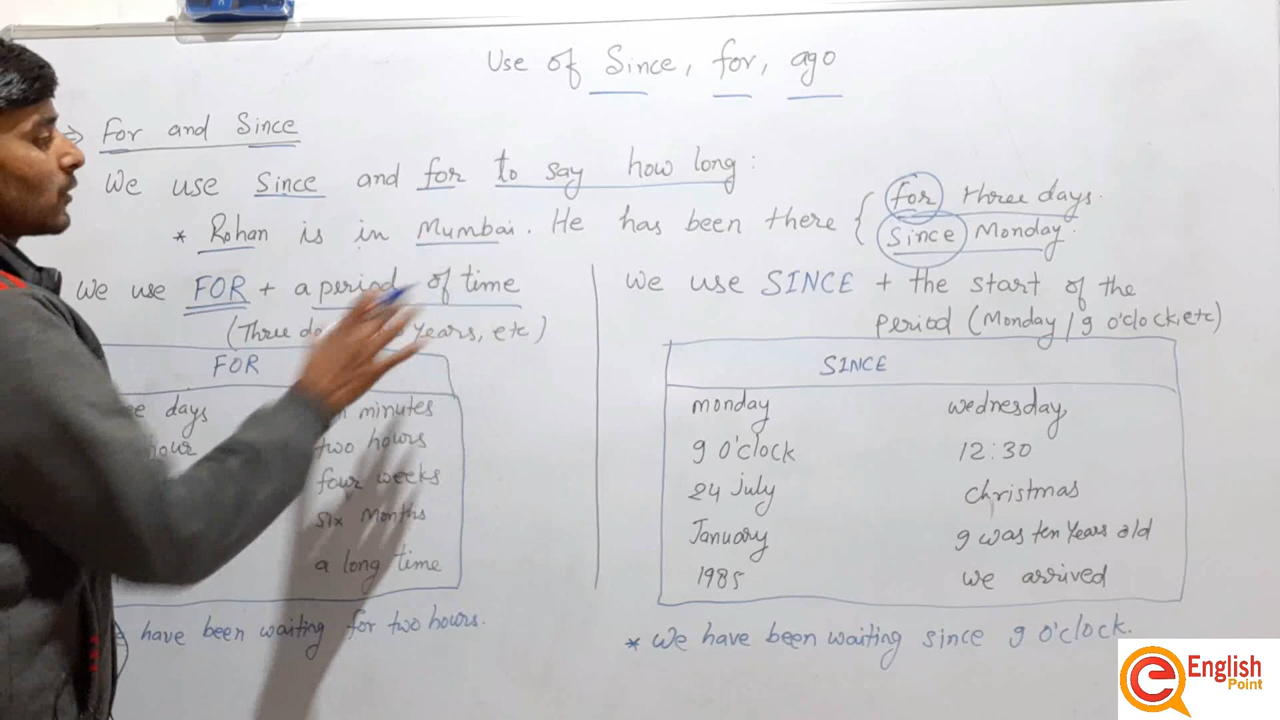 Use of Since, for, ago
⇒ For and Since
We use Since and for to say how long:
* Rohan is in Mumbai. He has been there { for three days.
Since Monday.
We use FOR + a period of time
(Three years, etc)
FOR
days minutes
hour two hours
four weeks
six months
a long time
have been waiting for two hours.
We use SINCE + the start of the
period (Monday / 9 o'clock, etc)
SINCE
monday wednesday
9 o'clock 12:30
24 July christmas
January I was ten years old
1985 we arrived
* We have been waiting since 9 o'clock.
English
Point